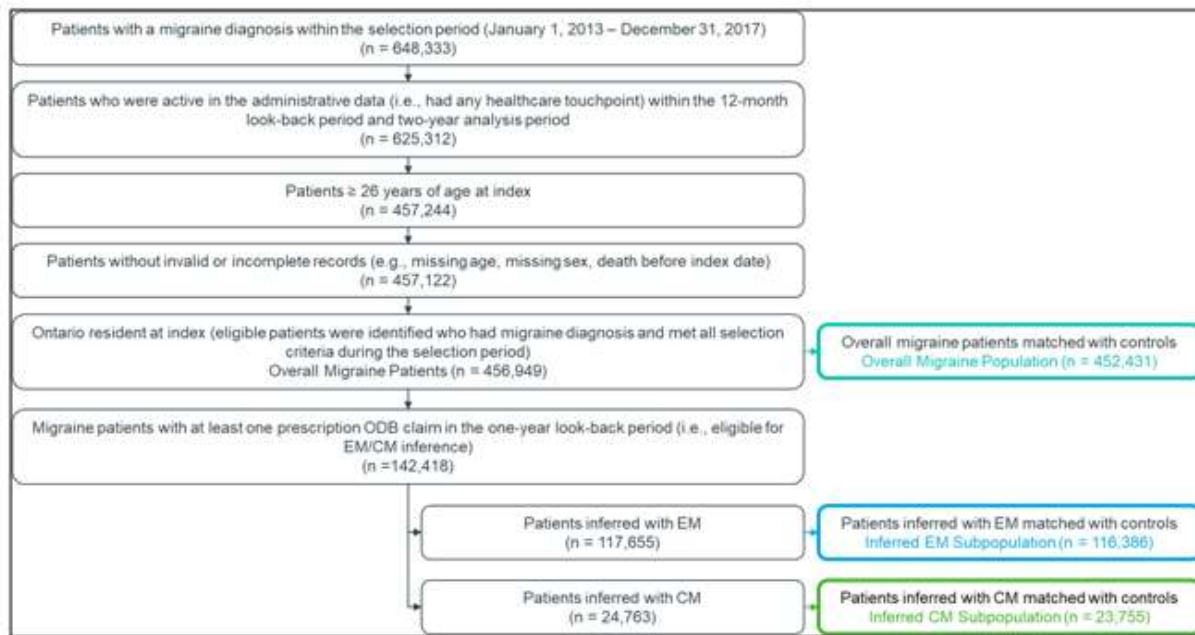 Patients with a migraine diagnosis within the selection period (January 1, 2013 – December 31, 2017)
(n = 648,333)
Patients who were active in the administrative data (i.e., had any healthcare touchpoint) within the 12-month
look-back period and two-year analysis period
(n = 625,312)
Patients ≥ 26 years of age at index
(n = 457,244)
Patients without invalid or incomplete records (e.g., missing age, missing sex, death before index date)
(n = 457,122)
Ontario resident at index (eligible patients were identified who had migraine diagnosis and met all selection
criteria during the selection period)
Overall Migraine Patients (n = 456,949)
Overall migraine patients matched with controls
Overall Migraine Population (n = 452,431)
Migraine patients with at least one prescription ODB claim in the one-year look-back period (i.e., eligible for
EM/CM inference)
(n =142,418)
Patients inferred with EM
(n = 117,655)
Patients inferred with EM matched with controls
Inferred EM Subpopulation (n = 116,386)
Patients inferred with CM
(n = 24,763)
Patients inferred with CM matched with controls
Inferred CM Subpopulation (n = 23,755)